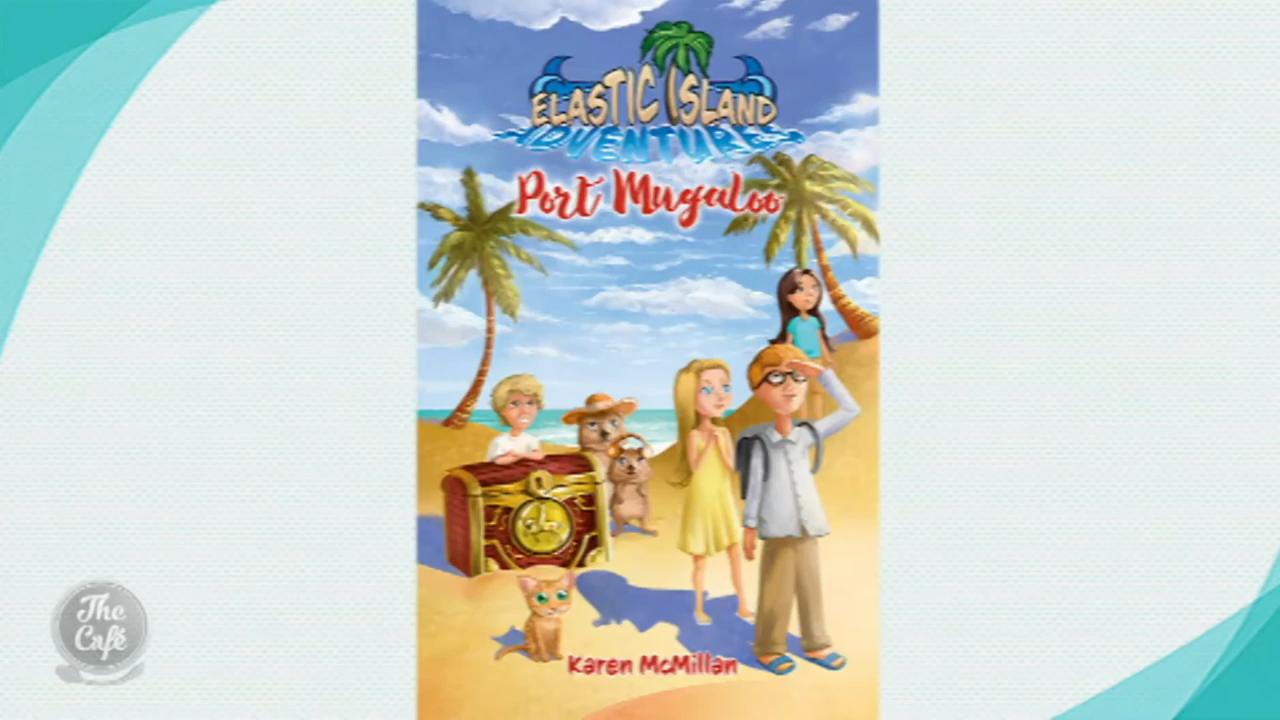 ELASTIC ISLAND
ADVENTURES
Port Mugaloo
Karen McMillan
The
Café